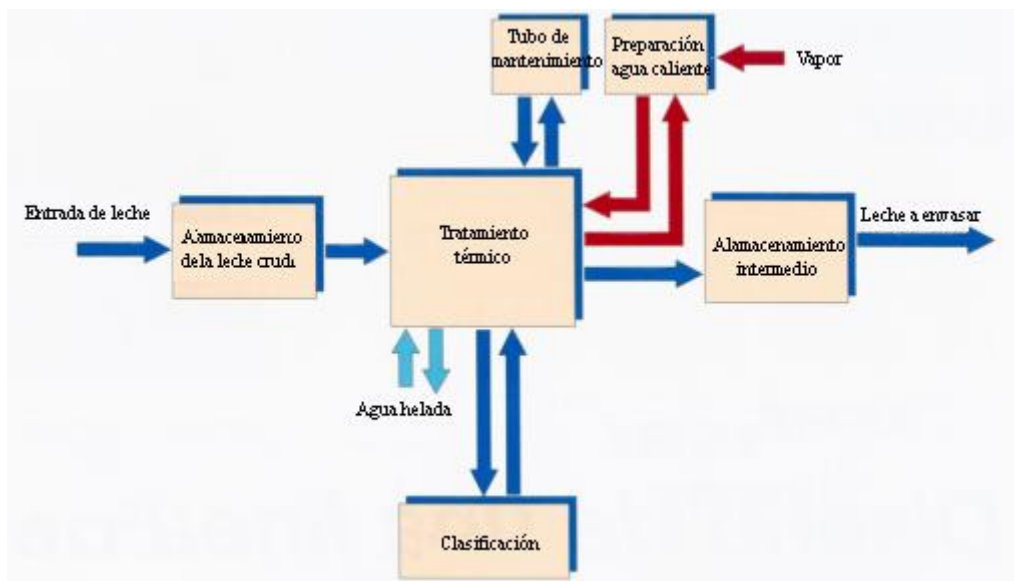 Tubo de
mantenimiento
Preparación
agua caliente
Vapor
Entrada de leche
Almacenamiento
dela leche cruda
Tratamiento
térmico
Alamacenamiento
intermedio
Leche a envasar
Agua helada
Clasificación